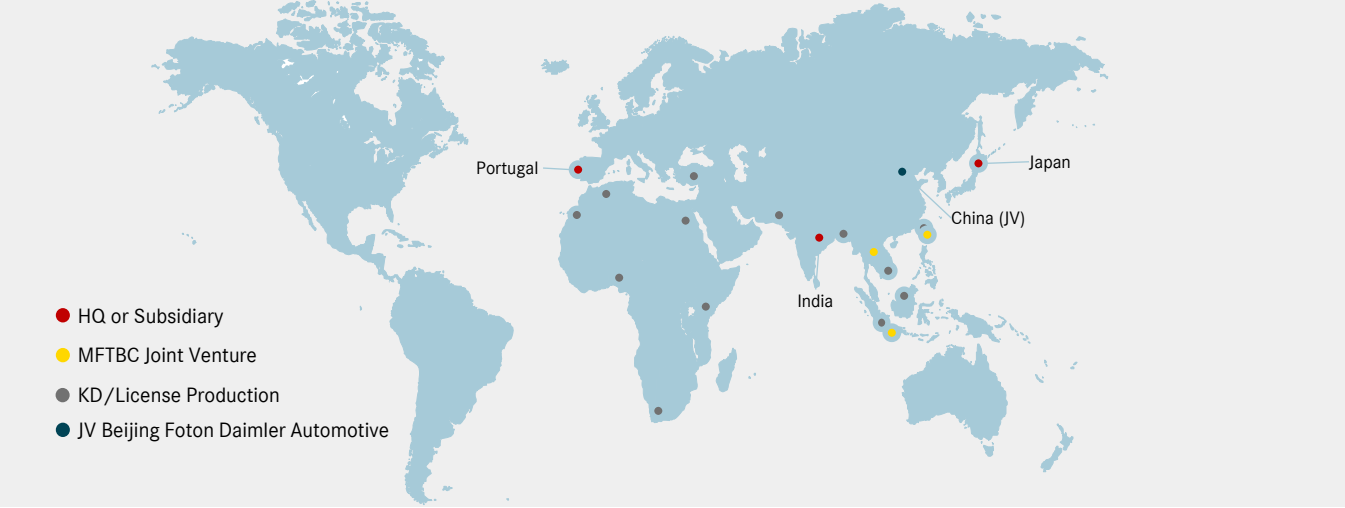 Portugal
Japan
China (JV)
India
HQ or Subsidiary
MFTBC Joint Venture
KD/License Production
JV Beijing Foton Daimler Automotive